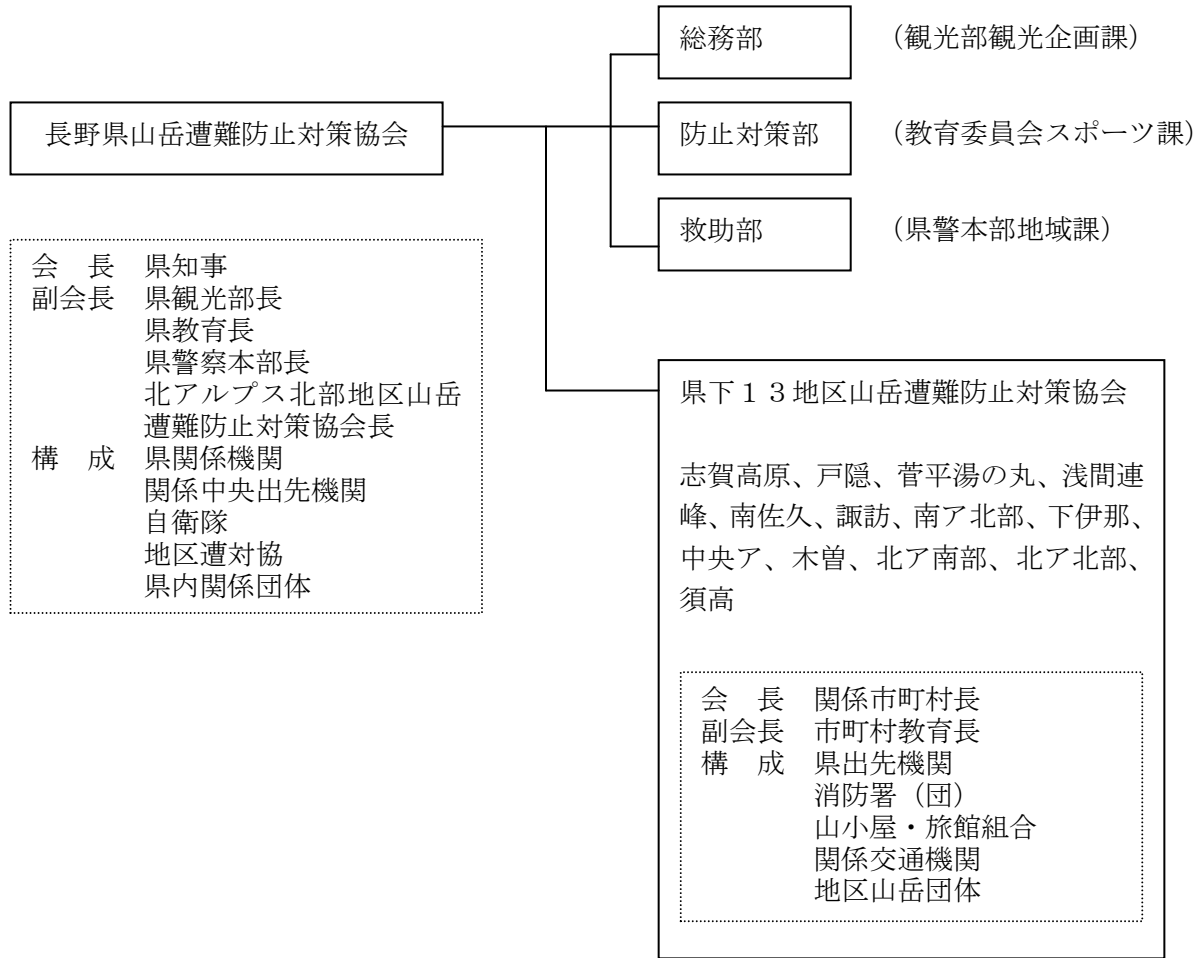 総務部 （観光部観光企画課）
長野県山岳遭難防止対策協会
防止対策部 （教育委員会スポーツ課）
救助部 （県警本部地域課）
会　長　県知事
副会長　県観光部長
県教育長
県警察本部長
北アルプス北部地区山岳
遭難防止対策協会長
構　成　県関係機関
関係中央出先機関
自衛隊
地区遭対協
県内関係団体
県下１３地区山岳遭難防止対策協会
志賀高原、戸隠、菅平湯の丸、浅間連
峰、南佐久、諏訪、南ア北部、下伊那、
中央ア、木曽、北ア南部、北ア北部、
須高
会　長　関係市町村長
副会長　市町村教育長
構　成　県出先機関
消防署（団）
山小屋・旅館組合
関係交通機関
地区山岳団体